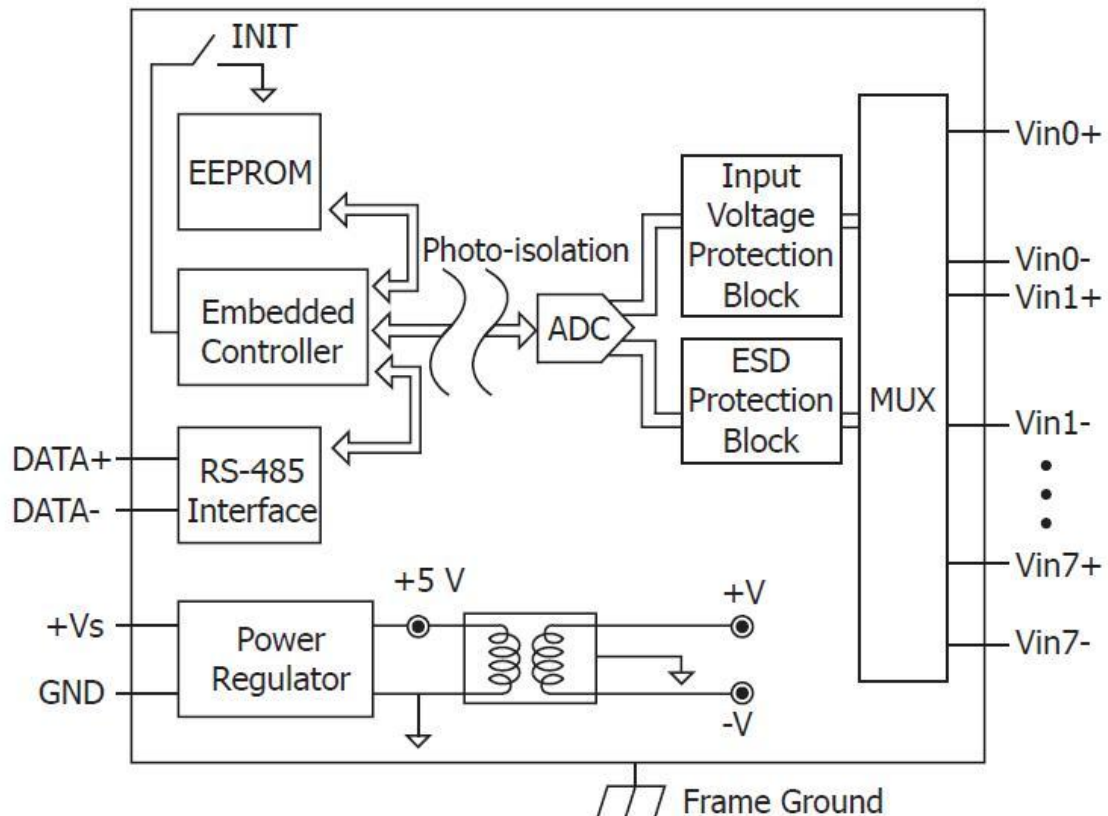 INIT
EEPROM
Embedded
Controller
RS-485
Interface
DATA+
DATA-
Photo-isolation
ADC
Input
Voltage
Protection
Block
ESD
Protection
Block
MUX
Vin0+
Vin0-
Vin1+
Vin1-
Vin7+
Vin7-
+Vs
GND
Power
Regulator
+5 V
+V
-V
Frame Ground